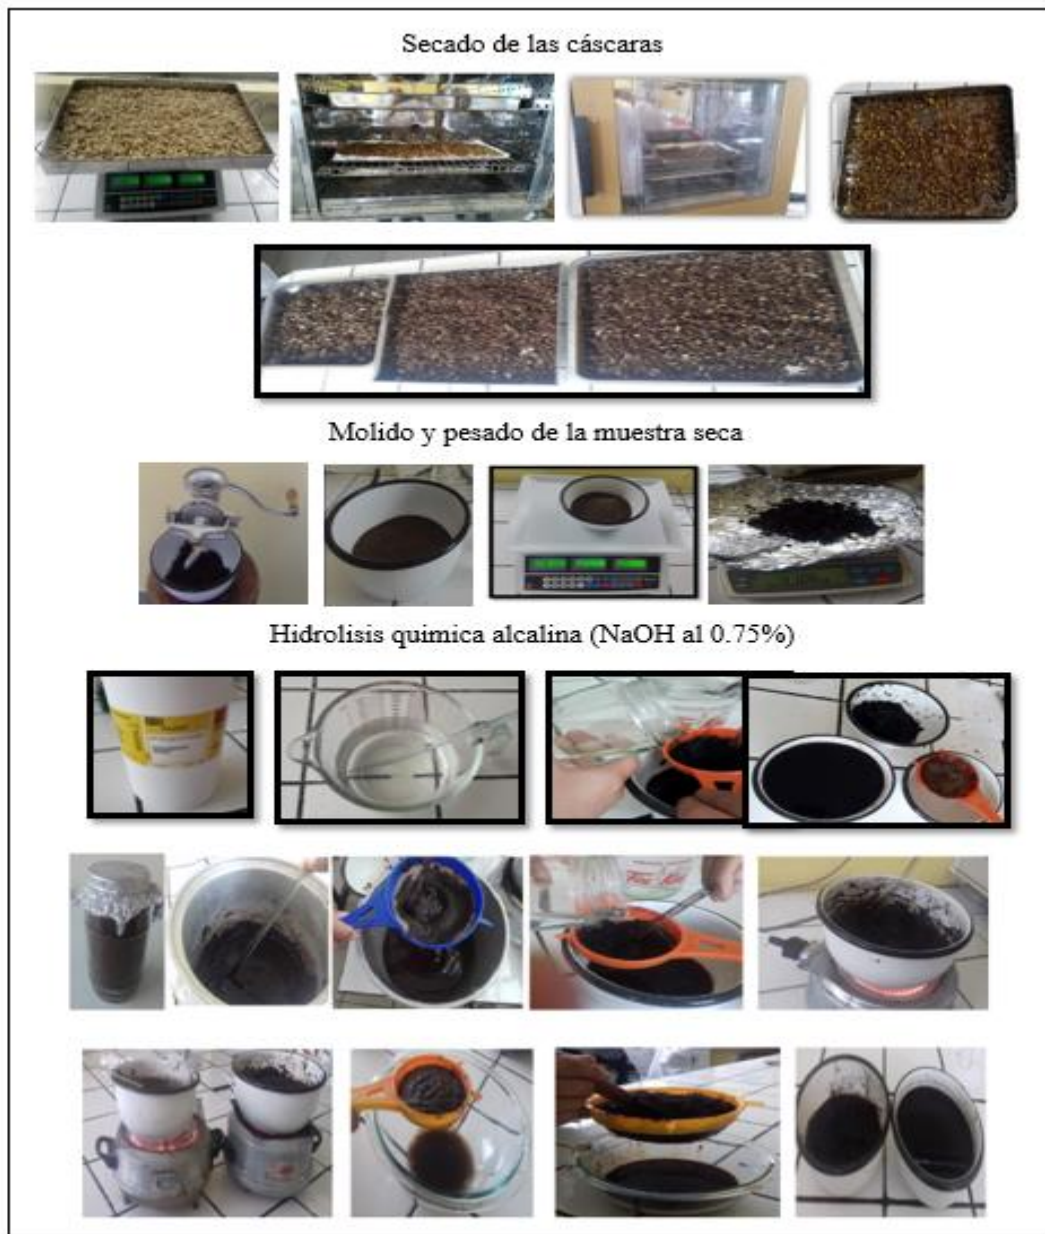 Secado de las cáscaras
Molido y pesado de la muestra seca
Hidrolisis quimica alcalina (NaOH al 0.75%)